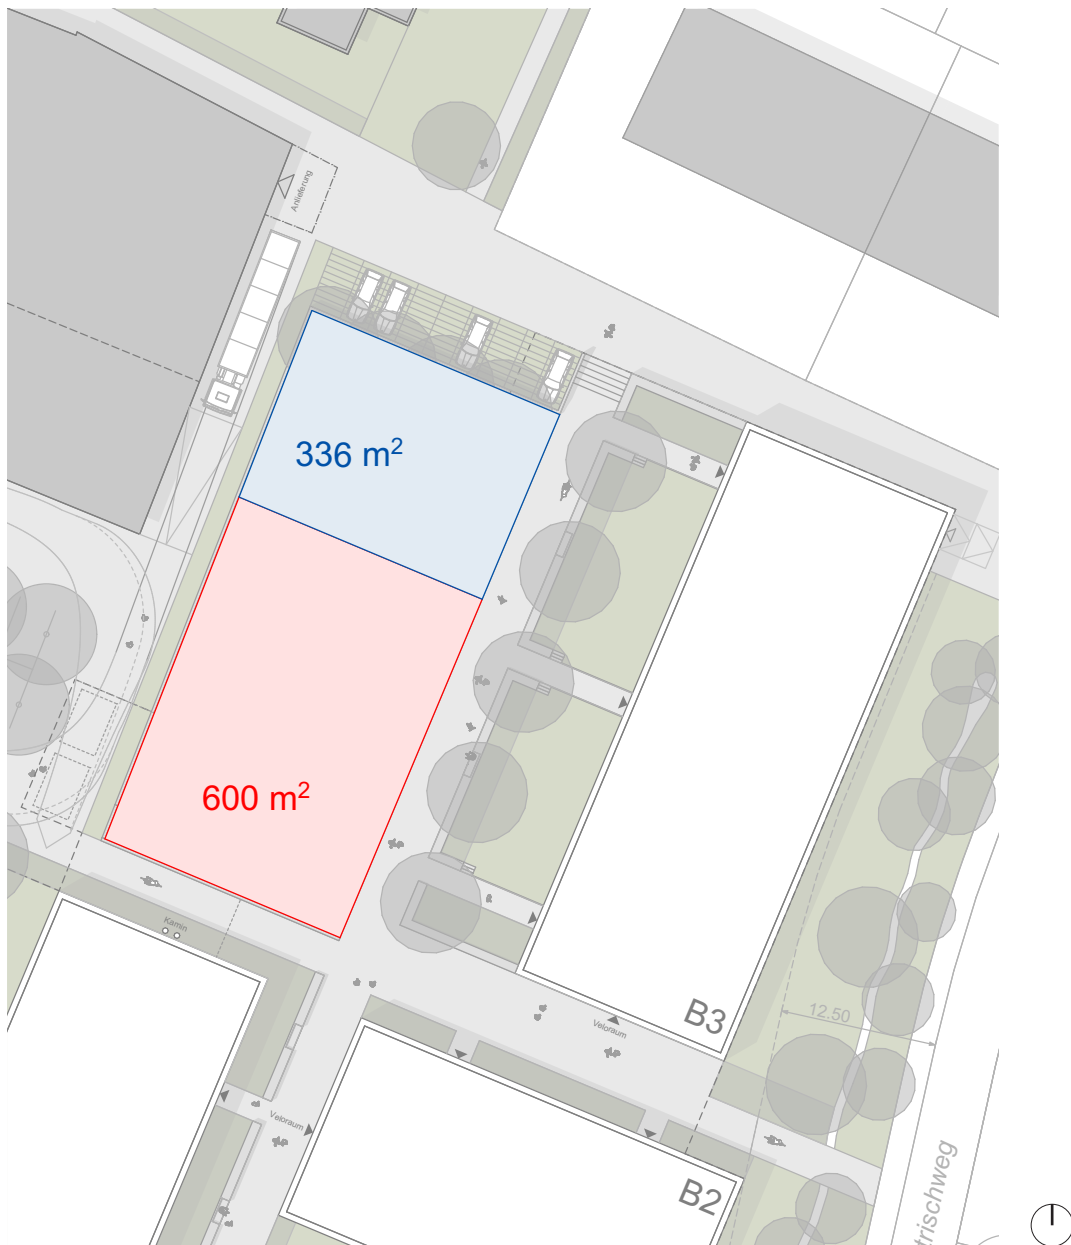 Anlieferung
336 m²
600 m²
Kamin
B3
12.50
Veloraum
Veloraum
B2
trischweg